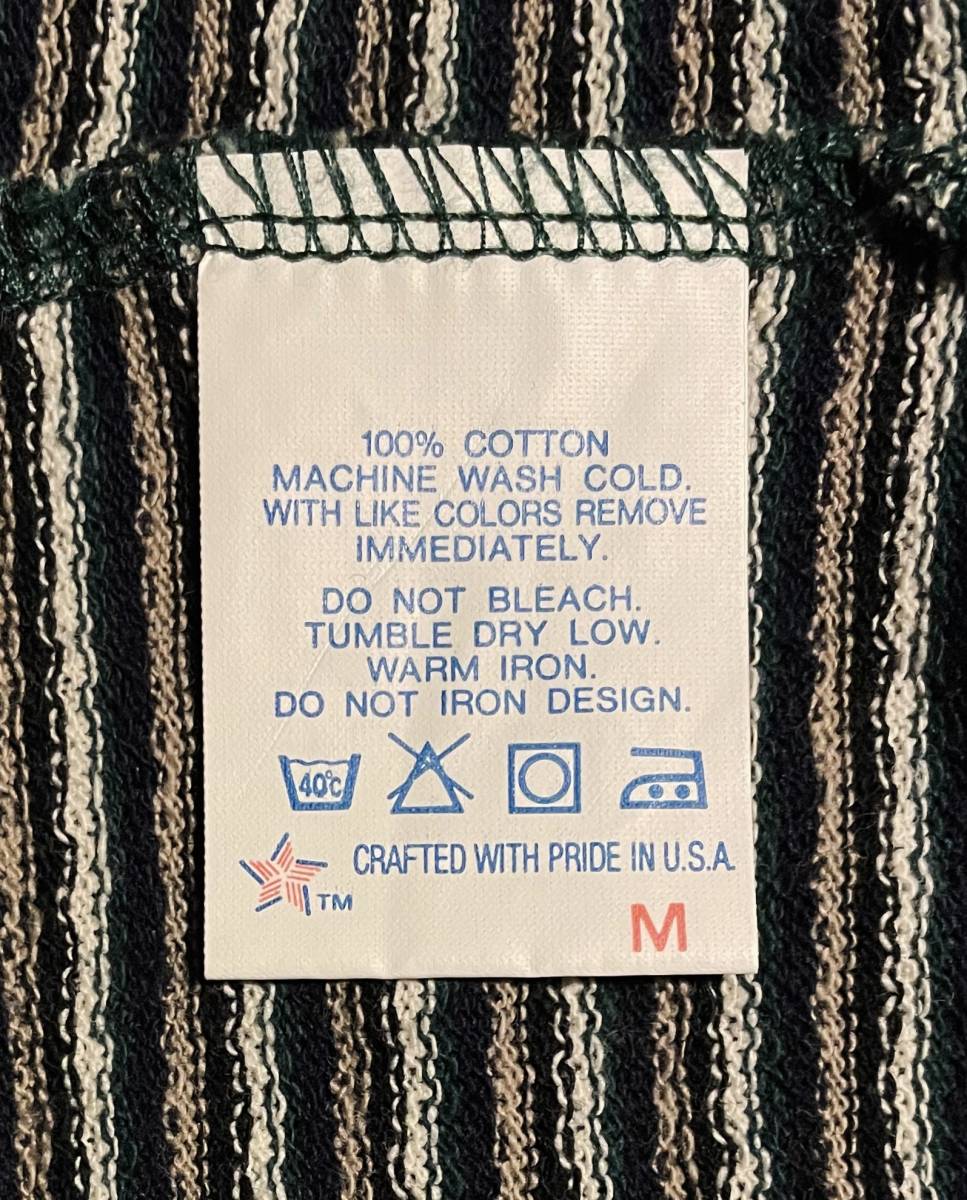 100% COTTON
MACHINE WASH COLD.
WITH LIKE COLORS REMOVE
IMMEDIATELY.
DO NOT BLEACH.
TUMBLE DRY LOW.
WARM IRON.
DO NOT IRON DESIGN.
40°C
CRAFTED WITH PRIDE IN U.S.A.
TM
M